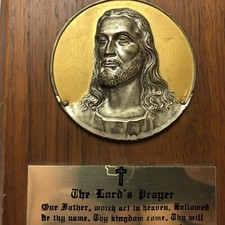 The Lord's Prayer
Our Father, which art in heaven. Hallowed
be thy name. Thy kingdom come. Thy will